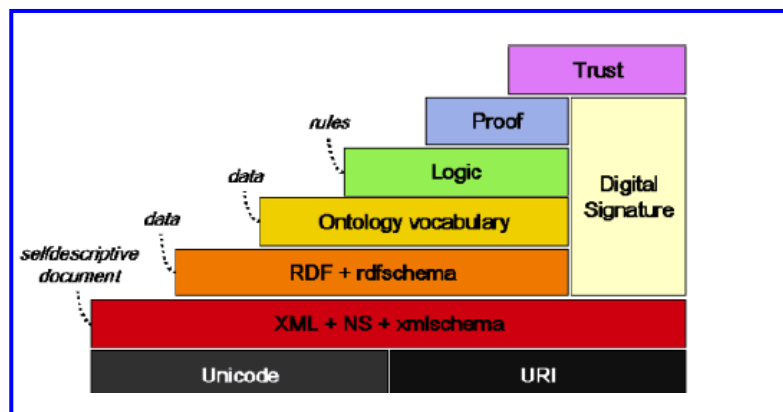 Trust
Proof
rules
Logic
Digital
Signature
data
Ontology vocabulary
data
RDF + rdfschema
selfdescriptive
document
XML + NS + xmlschema
Unicode
URI